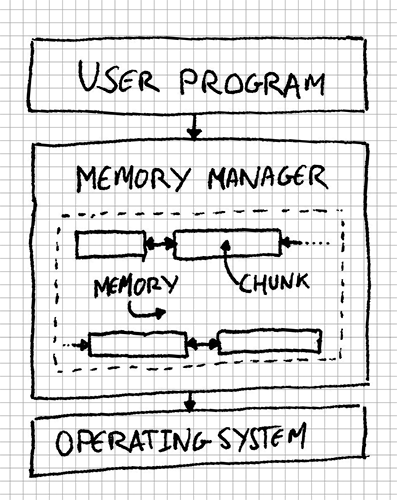 USER PROGRAM
MEMORY MANAGER
MEMORY
CHUNK
OPERATING SYSTEM